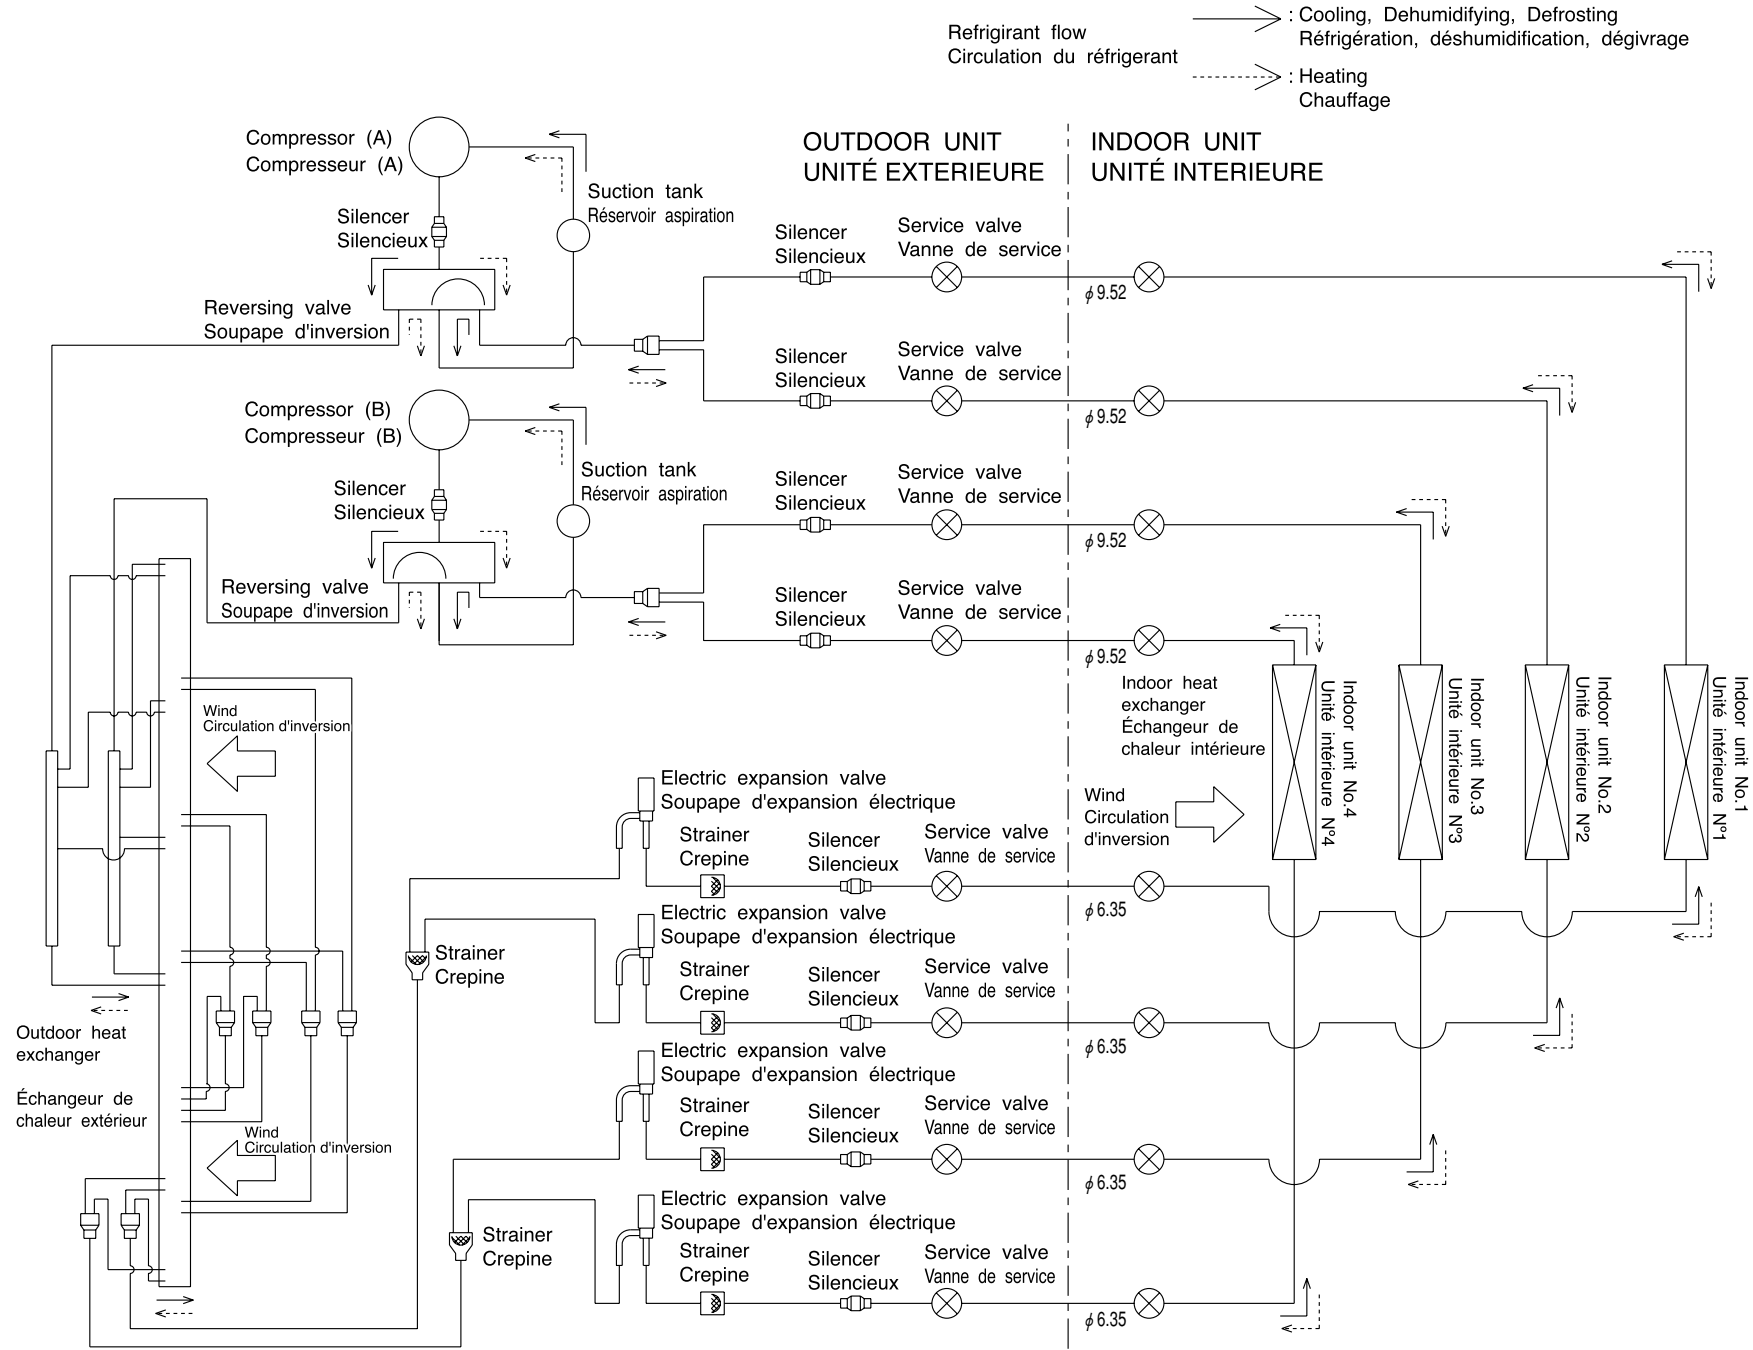 Refrigirant flow
Circulation du réfrigerant
: Cooling, Dehumidifying, Defrosting
Réfrigération, déshumidification, dégivrage
: Heating
Chauffage
OUTDOOR UNIT
UNITÉ EXTERIEURE
INDOOR UNIT
UNITÉ INTERIEURE
Compressor (A)
Compresseur (A)
Suction tank
Réservoir aspiration
Silencer
Silencieux
Reversing valve
Soupape d'inversion
Silencer
Silencieux
Service valve
Vanne de service
ϕ9.52
Silencer
Silencieux
Service valve
Vanne de service
ϕ9.52
Compressor (B)
Compresseur (B)
Suction tank
Réservoir aspiration
Silencer
Silencieux
Reversing valve
Soupape d'inversion
Silencer
Silencieux
Service valve
Vanne de service
ϕ9.52
Silencer
Silencieux
Service valve
Vanne de service
ϕ9.52
Indoor heat
exchanger
Échangeur de
chaleur intérieure
Indoor unit No.4
Unité intérieure N°4
Indoor unit No.3
Unité intérieure N°3
Indoor unit No.2
Unité intérieure N°2
Indoor unit No.1
Unité intérieure N°1
Wind
Circulation d'inversion
Wind
Circulation
d'inversion
Electric expansion valve
Soupape d'expansion électrique
Strainer
Crepine
Silencer
Silencieux
Service valve
Vanne de service
ϕ6.35
Electric expansion valve
Soupape d'expansion électrique
Strainer
Crepine
Strainer
Crepine
Silencer
Silencieux
Service valve
Vanne de service
ϕ6.35
Outdoor heat
exchanger
Échangeur de
chaleur extérieur
Electric expansion valve
Soupape d'expansion électrique
Strainer
Crepine
Silencer
Silencieux
Service valve
Vanne de service
ϕ6.35
Wind
Circulation d'inversion
Electric expansion valve
Soupape d'expansion électrique
Strainer
Crepine
Strainer
Crepine
Silencer
Silencieux
Service valve
Vanne de service
ϕ6.35